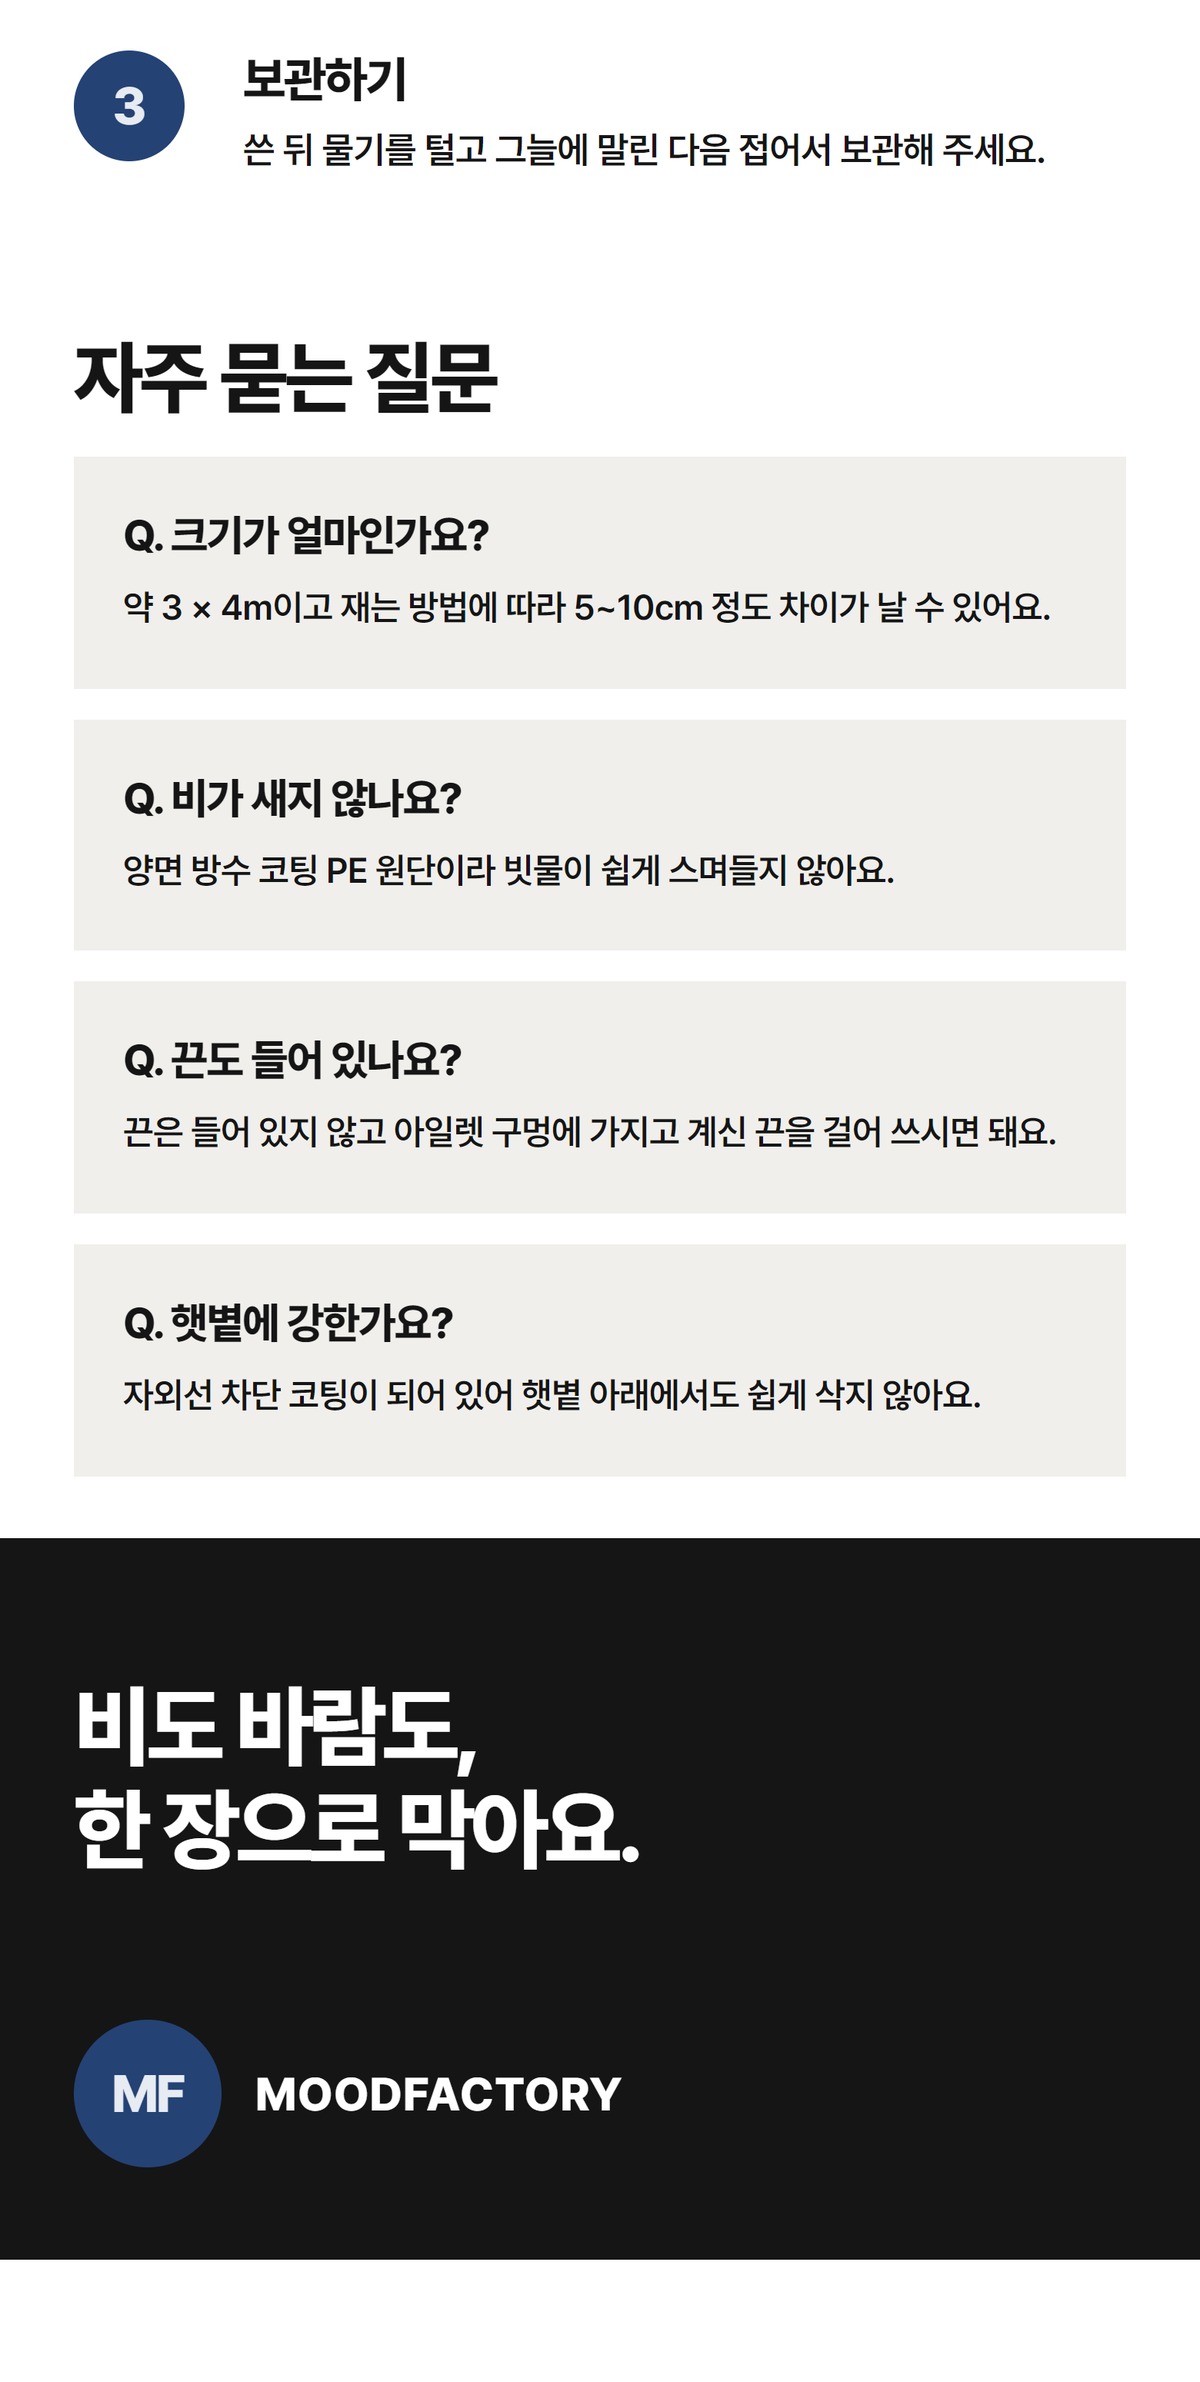 3
보관하기
쓴 뒤 물기를 털고 그늘에 말린 다음 접어서 보관해 주세요.
자주 묻는 질문
Q. 크기가 얼마인가요?
약 3 × 4m이고 재는 방법에 따라 5~10cm 정도 차이가 날 수 있어요.
Q. 비가 새지 않나요?
양면 방수 코팅 PE 원단이라 빗물이 쉽게 스며들지 않아요.
Q. 끈도 들어 있나요?
끈은 들어 있지 않고 아일렛 구멍에 가지고 계신 끈을 걸어 쓰시면 돼요.
Q. 햇볕에 강한가요?
자외선 차단 코팅이 되어 있어 햇볕 아래에서도 쉽게 삭지 않아요.
비도 바람도,
한 장으로 막아요.
MF
MOODFACTORY